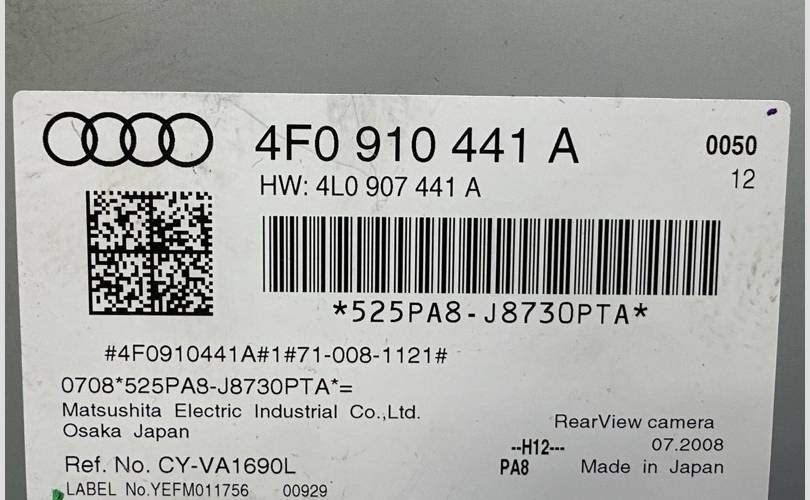 4F0 910 441 A
0050
HW: 4L0 907 441 A
12
*525PA8-J8730PTA*
#4F0910441A#1#71-008-1121#
0708*525PA8-J8730PTA*=
Matsushita Electric Industrial Co.,Ltd.
Osaka Japan
RearView camera
--H12---
07.2008
Ref. No. CY-VA1690L
PA8
Made in Japan
LABEL No.YEFM011756 00929